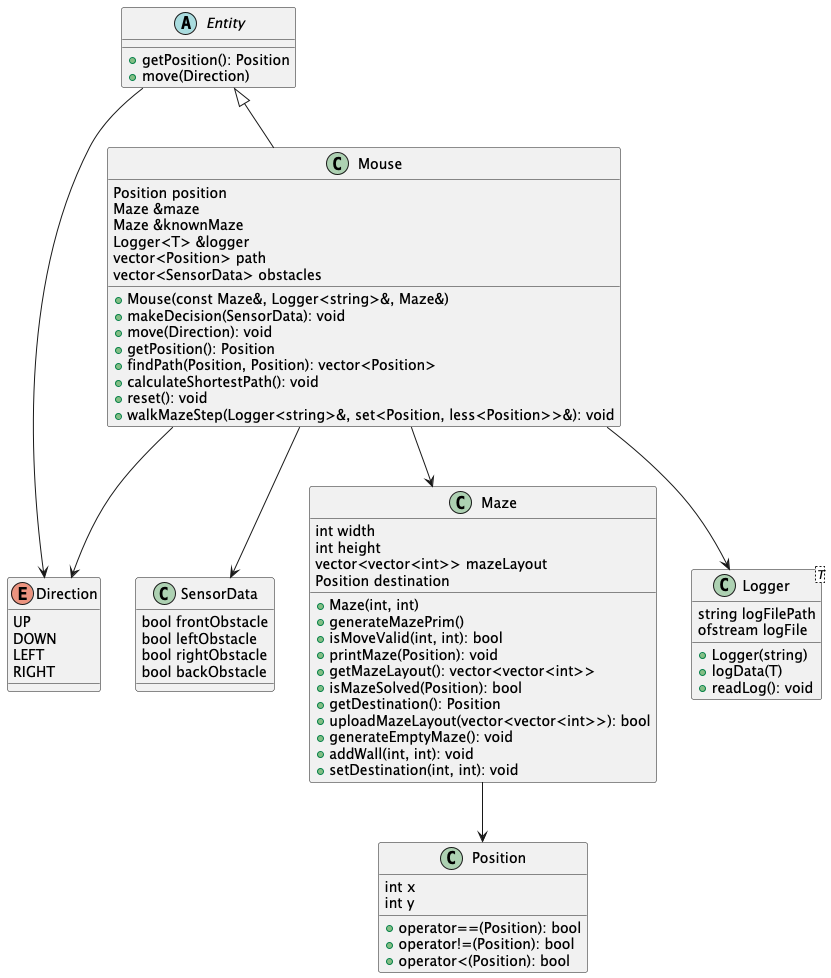 A Entity
getPosition(): Position
move(Direction)
C Mouse
Position position
Maze &maze
Maze &knownMaze
Logger<T> &logger
vector<Position> path
vector<SensorData> obstacles
Mouse(const Maze&, Logger<string>&, Maze&)
makeDecision(SensorData): void
move(Direction): void
getPosition(): Position
findPath(Position, Position): vector<Position>
calculateShortestPath(): void
reset(): void
walkMazeStep(Logger<string>&, set<Position, less<Position>>&): void
E Direction
UP
DOWN
LEFT
RIGHT
C SensorData
bool frontObstacle
bool leftObstacle
bool rightObstacle
bool backObstacle
C Maze
int width
int height
vector<vector<int>> mazeLayout
Position destination
Maze(int, int)
generateMazePrim()
isMoveValid(int, int): bool
printMaze(Position): void
getMazeLayout(): vector<vector<int>>
isMazeSolved(Position): bool
getDestination(): Position
uploadMazeLayout(vector<vector<int>>): bool
generateEmptyMaze(): void
addWall(int, int): void
setDestination(int, int): void
C Logger
T
string logFilePath
ofstream logFile
Logger(string)
logData(T)
readLog(): void
C Position
int x
int y
operator==(Position): bool
operator!=(Position): bool
operator<(Position): bool